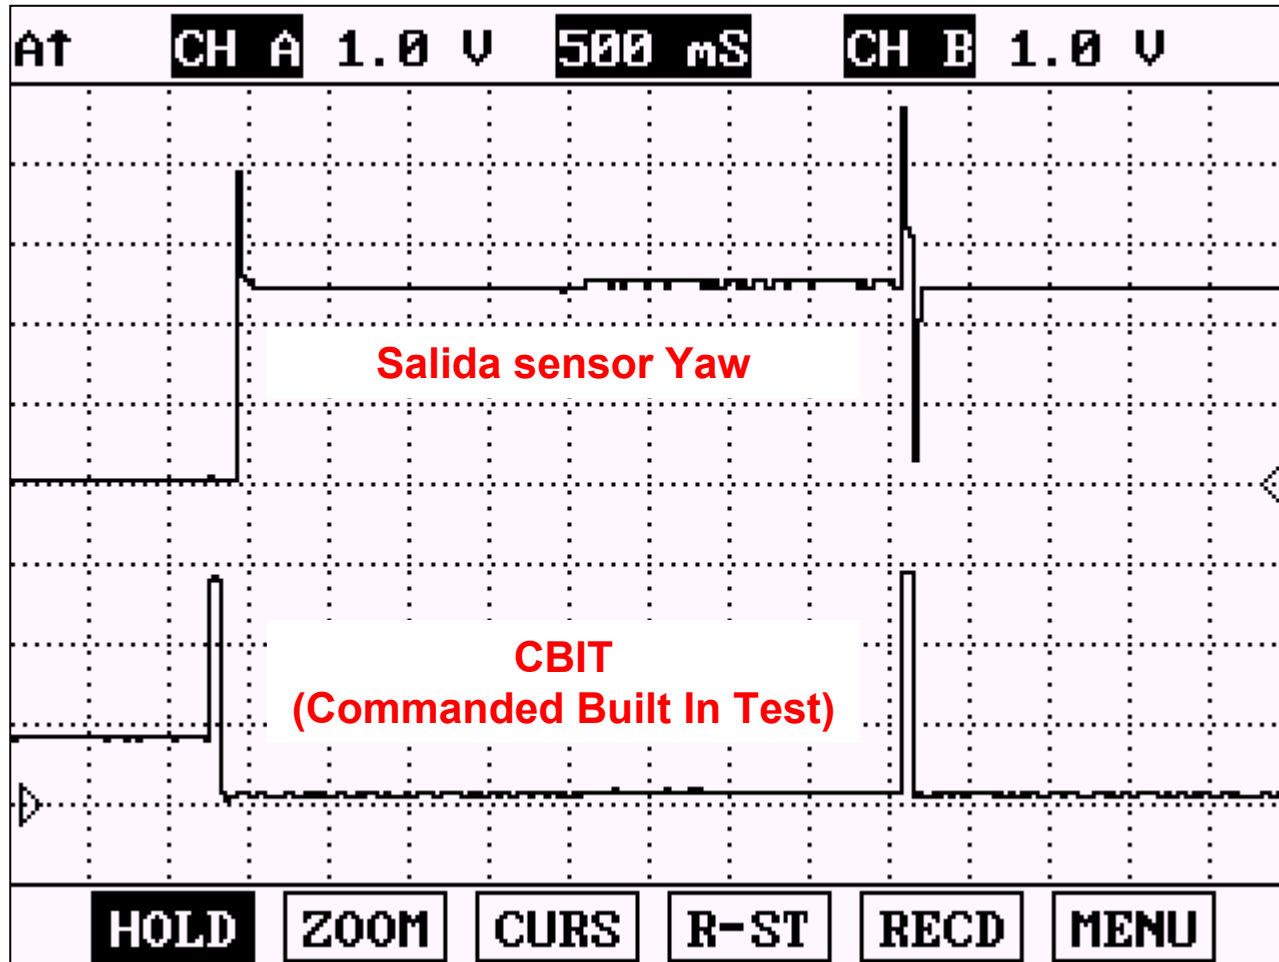 A↑ CH A 1.0 V 500 mS CH B 1.0 V
Salida sensor Yaw
CBIT
(Commanded Built In Test)
HOLD ZOOM CURS R-ST RECD MENU